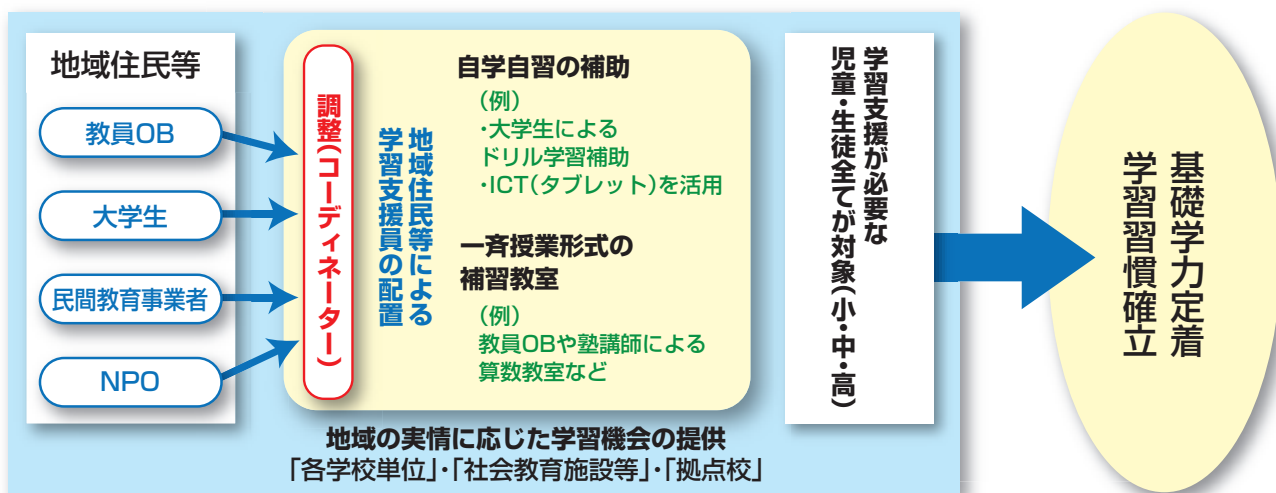 地域住民等
教員OB
大学生
民間教育事業者
NPO
調整(コーディネーター)
地域住民等による
学習支援員の配置
自学自習の補助
(例)
・大学生による
ドリル学習補助
・ICT(タブレット)を活用
一斉授業形式の
補習教室
(例)
教員OBや塾講師による
算数教室など
学習支援が必要な
児童・生徒全てが対象(小・中・高)
地域の実情に応じた学習機会の提供
「各学校単位」・「社会教育施設等」・「拠点校」
基礎学力定着
学習習慣確立